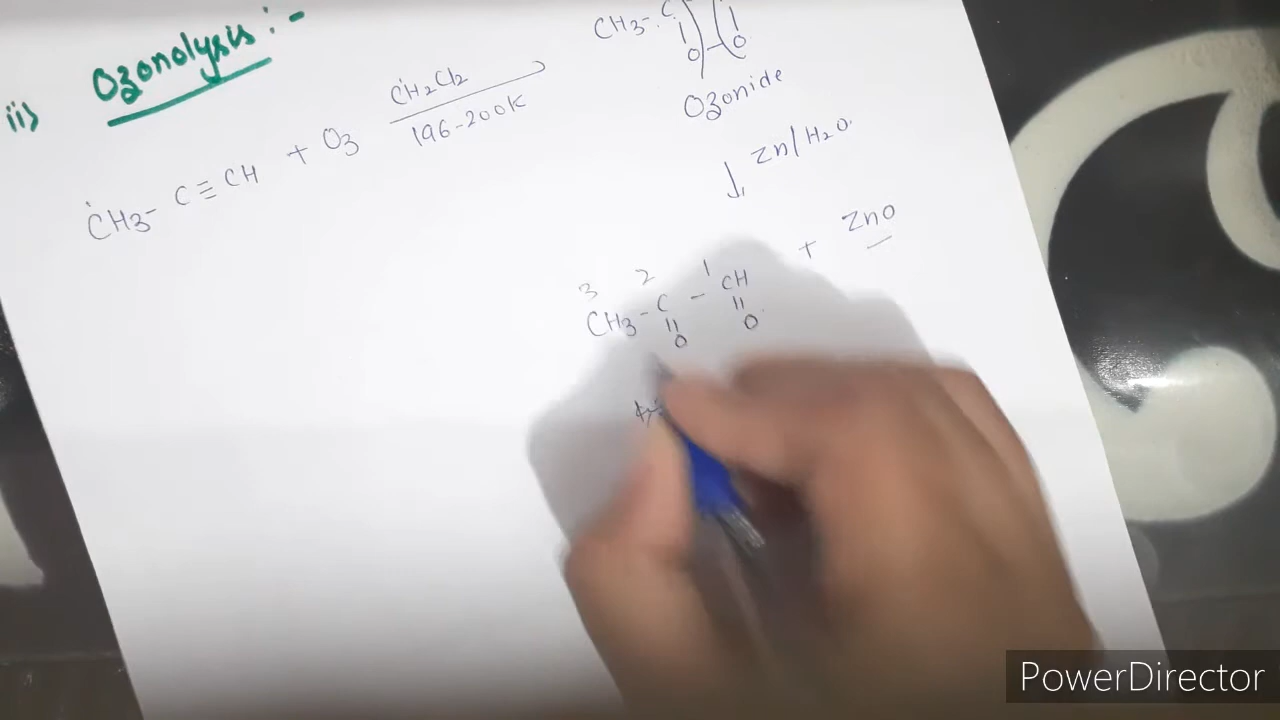 ii) Ozonolysis :-
CH3- C≡CH + O3 CH2Cl2
196-200K
CH3- C
O O
Ozonide
Zn/H2O
3 2 1
CH3 - C - CH + ZnO
O O
PowerDirector